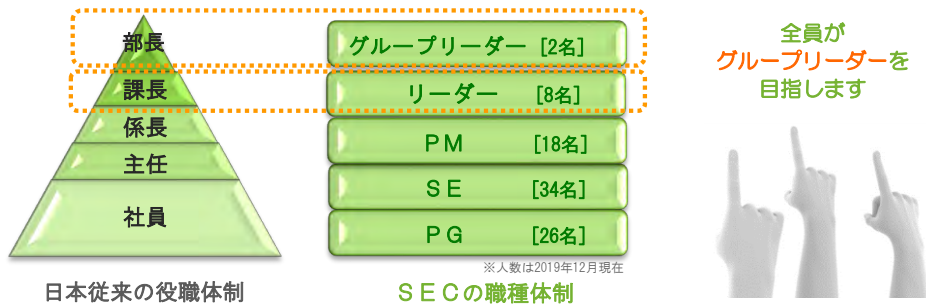 部長
課長
係長
主任
社員
日本従来の役職体制
グループリーダー [2名]
リーダー [8名]
ＰＭ [18名]
ＳＥ [34名]
ＰＧ [26名]
※人数は2019年12月現在
ＳＥＣの職種体制
全員が
グループリーダーを
目指します